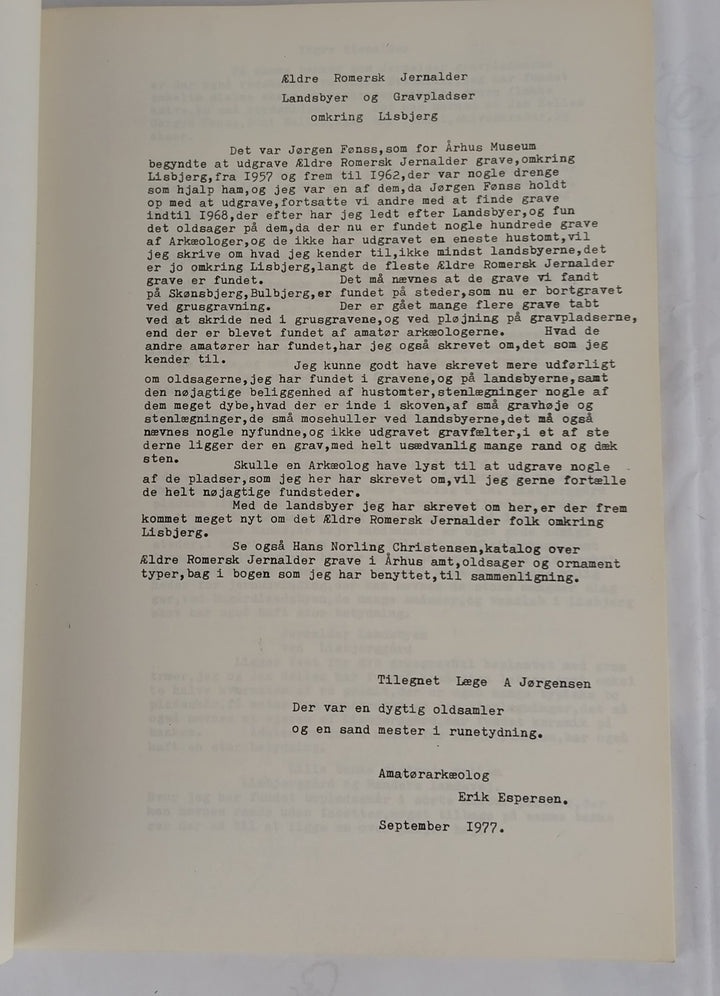 Ældre Romersk Jernalder
Landsbyer og Gravpladser
omkring Lisbjerg
Det var Jørgen Fønss,som for Århus Museum
begyndte at udgrave Ældre Romersk Jernalder grave,omkring
Lisbjerg,fra I957 og frem til I962,der var nogle drenge
som hjalp ham,og jeg var en af dem,da Jørgen Fønss holdt
op med at udgrave,fortsatte vi andre med at finde grave
indtil I968,der efter har jeg ledt efter Landsbyer,og fun
det oldsager på dem,da der nu er fundet nogle hundrede grave
af Arkæologer,og de ikke har udgravet en eneste hustomt,vil
jeg skrive om hvad jeg kender til,ikke mindst landsbyerne,det
er jo omkring Lisbjerg,langt de fleste Ældre Romersk Jernalder
grave er fundet. Det må nævnes at de grave vi fandt
på Skønsbjerg,Bulbjerg,er fundet på steder,som nu er bortgravet
ved grusgravning. Der er gået mange flere grave tabt
ved at skride ned i grusgravene,og ved pløjning på gravpladserne,
end der er blevet fundet af amatør arkæologerne. Hvad de
andre amatører har fundet,har jeg også skrevet om,det som jeg
kender til. Jeg kunne godt have skrevet mere udførligt
om oldsagerne,jeg har fundet i gravene,og på landsbyerne,samt
den nøjagtige beliggenhed af hustomter,stenlægninger nogle af
dem meget dybe,hvad der er inde i skoven,af små gravhøje og
stenlægninger,de små mosehuller ved landsbyerne,det må også
nævnes nogle nyfundne,og ikke udgravet gravfælter,i et af ste
derne ligger der en grav,med helt usædvanlig mange rand og dæk
sten.
Skulle en Arkæolog have lyst til at udgrave nogle
af de pladser,som jeg her har skrevet om,vil jeg gerne fortælle
de helt nøjagtige fundsteder.
Med de landsbyer jeg har skrevet om her,er der frem
kommet meget nyt om det Ældre Romersk Jernalder folk omkring
Lisbjerg.
Se også Hans Norling Christensen,katalog over
Ældre Romersk Jernalder grave i Århus amt,oldsager og ornament
typer,bag i bogen som jeg har benyttet,til sammenligning.
Tilegnet Læge A Jørgensen
Der var en dygtig oldsamler
og en sand mester i runetydning.
Amatørarkæolog
Erik Espersen.
September I977.